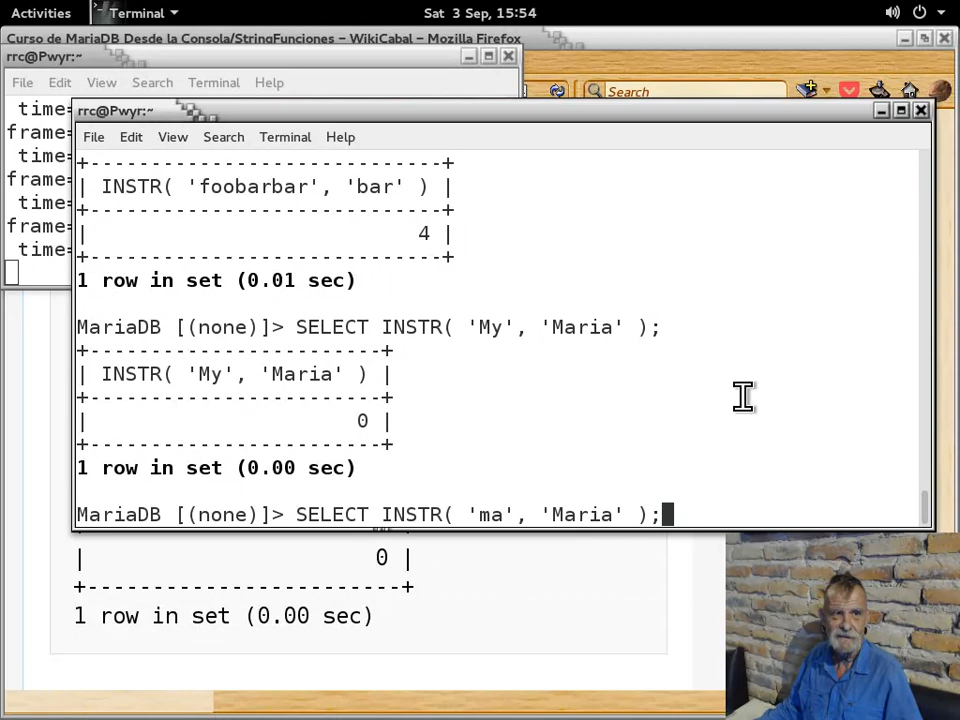 Activities Terminal Sat 3 Sep, 15:54
Curso de MariaDB Desde la Consola/StringFunciones – WikiCabal – Mozilla Firefox
rrc@Pwyr:~
File Edit View Search Terminal Help
Search
time=
frame=
time=
frame=
time=
frame=
time=
rrc@Pwyr:~
File Edit View Search Terminal Help
+-----------------------------+
| INSTR( 'foobarbar', 'bar' ) |
+-----------------------------+
| 4 |
+-----------------------------+
1 row in set (0.01 sec)
MariaDB [(none)]> SELECT INSTR( 'My', 'Maria' );
+------------------------+
| INSTR( 'My', 'Maria' ) |
+------------------------+
| 0 |
+------------------------+
1 row in set (0.00 sec)
MariaDB [(none)]> SELECT INSTR( 'ma', 'Maria' );
| 0 |
+------------------------+
1 row in set (0.00 sec)